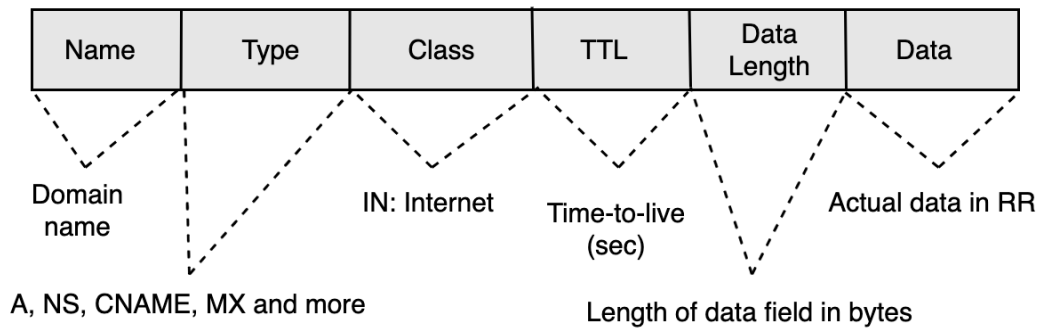 Name
Type
Class
TTL
Data
Length
Data
Domain
name
IN: Internet
Time-to-live
(sec)
Actual data in RR
A, NS, CNAME, MX and more
Length of data field in bytes